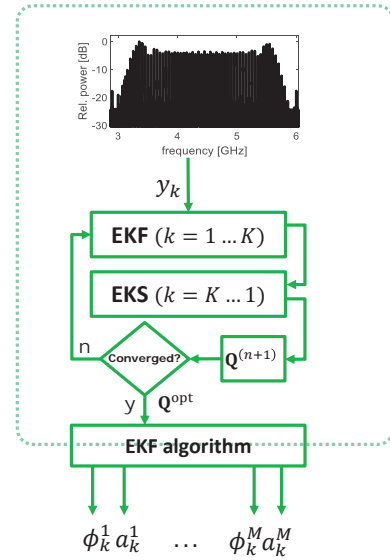 Rel. power [dB]
0
-10
-20
-30
3 4 5 6
frequency [GHz]
y_k
EKF (k = 1 … K)
EKS (k = K … 1)
n
Converged?
Q^(n+1)
y
Q^opt
EKF algorithm
ϕ_k^1 a_k^1 … ϕ_k^M a_k^M